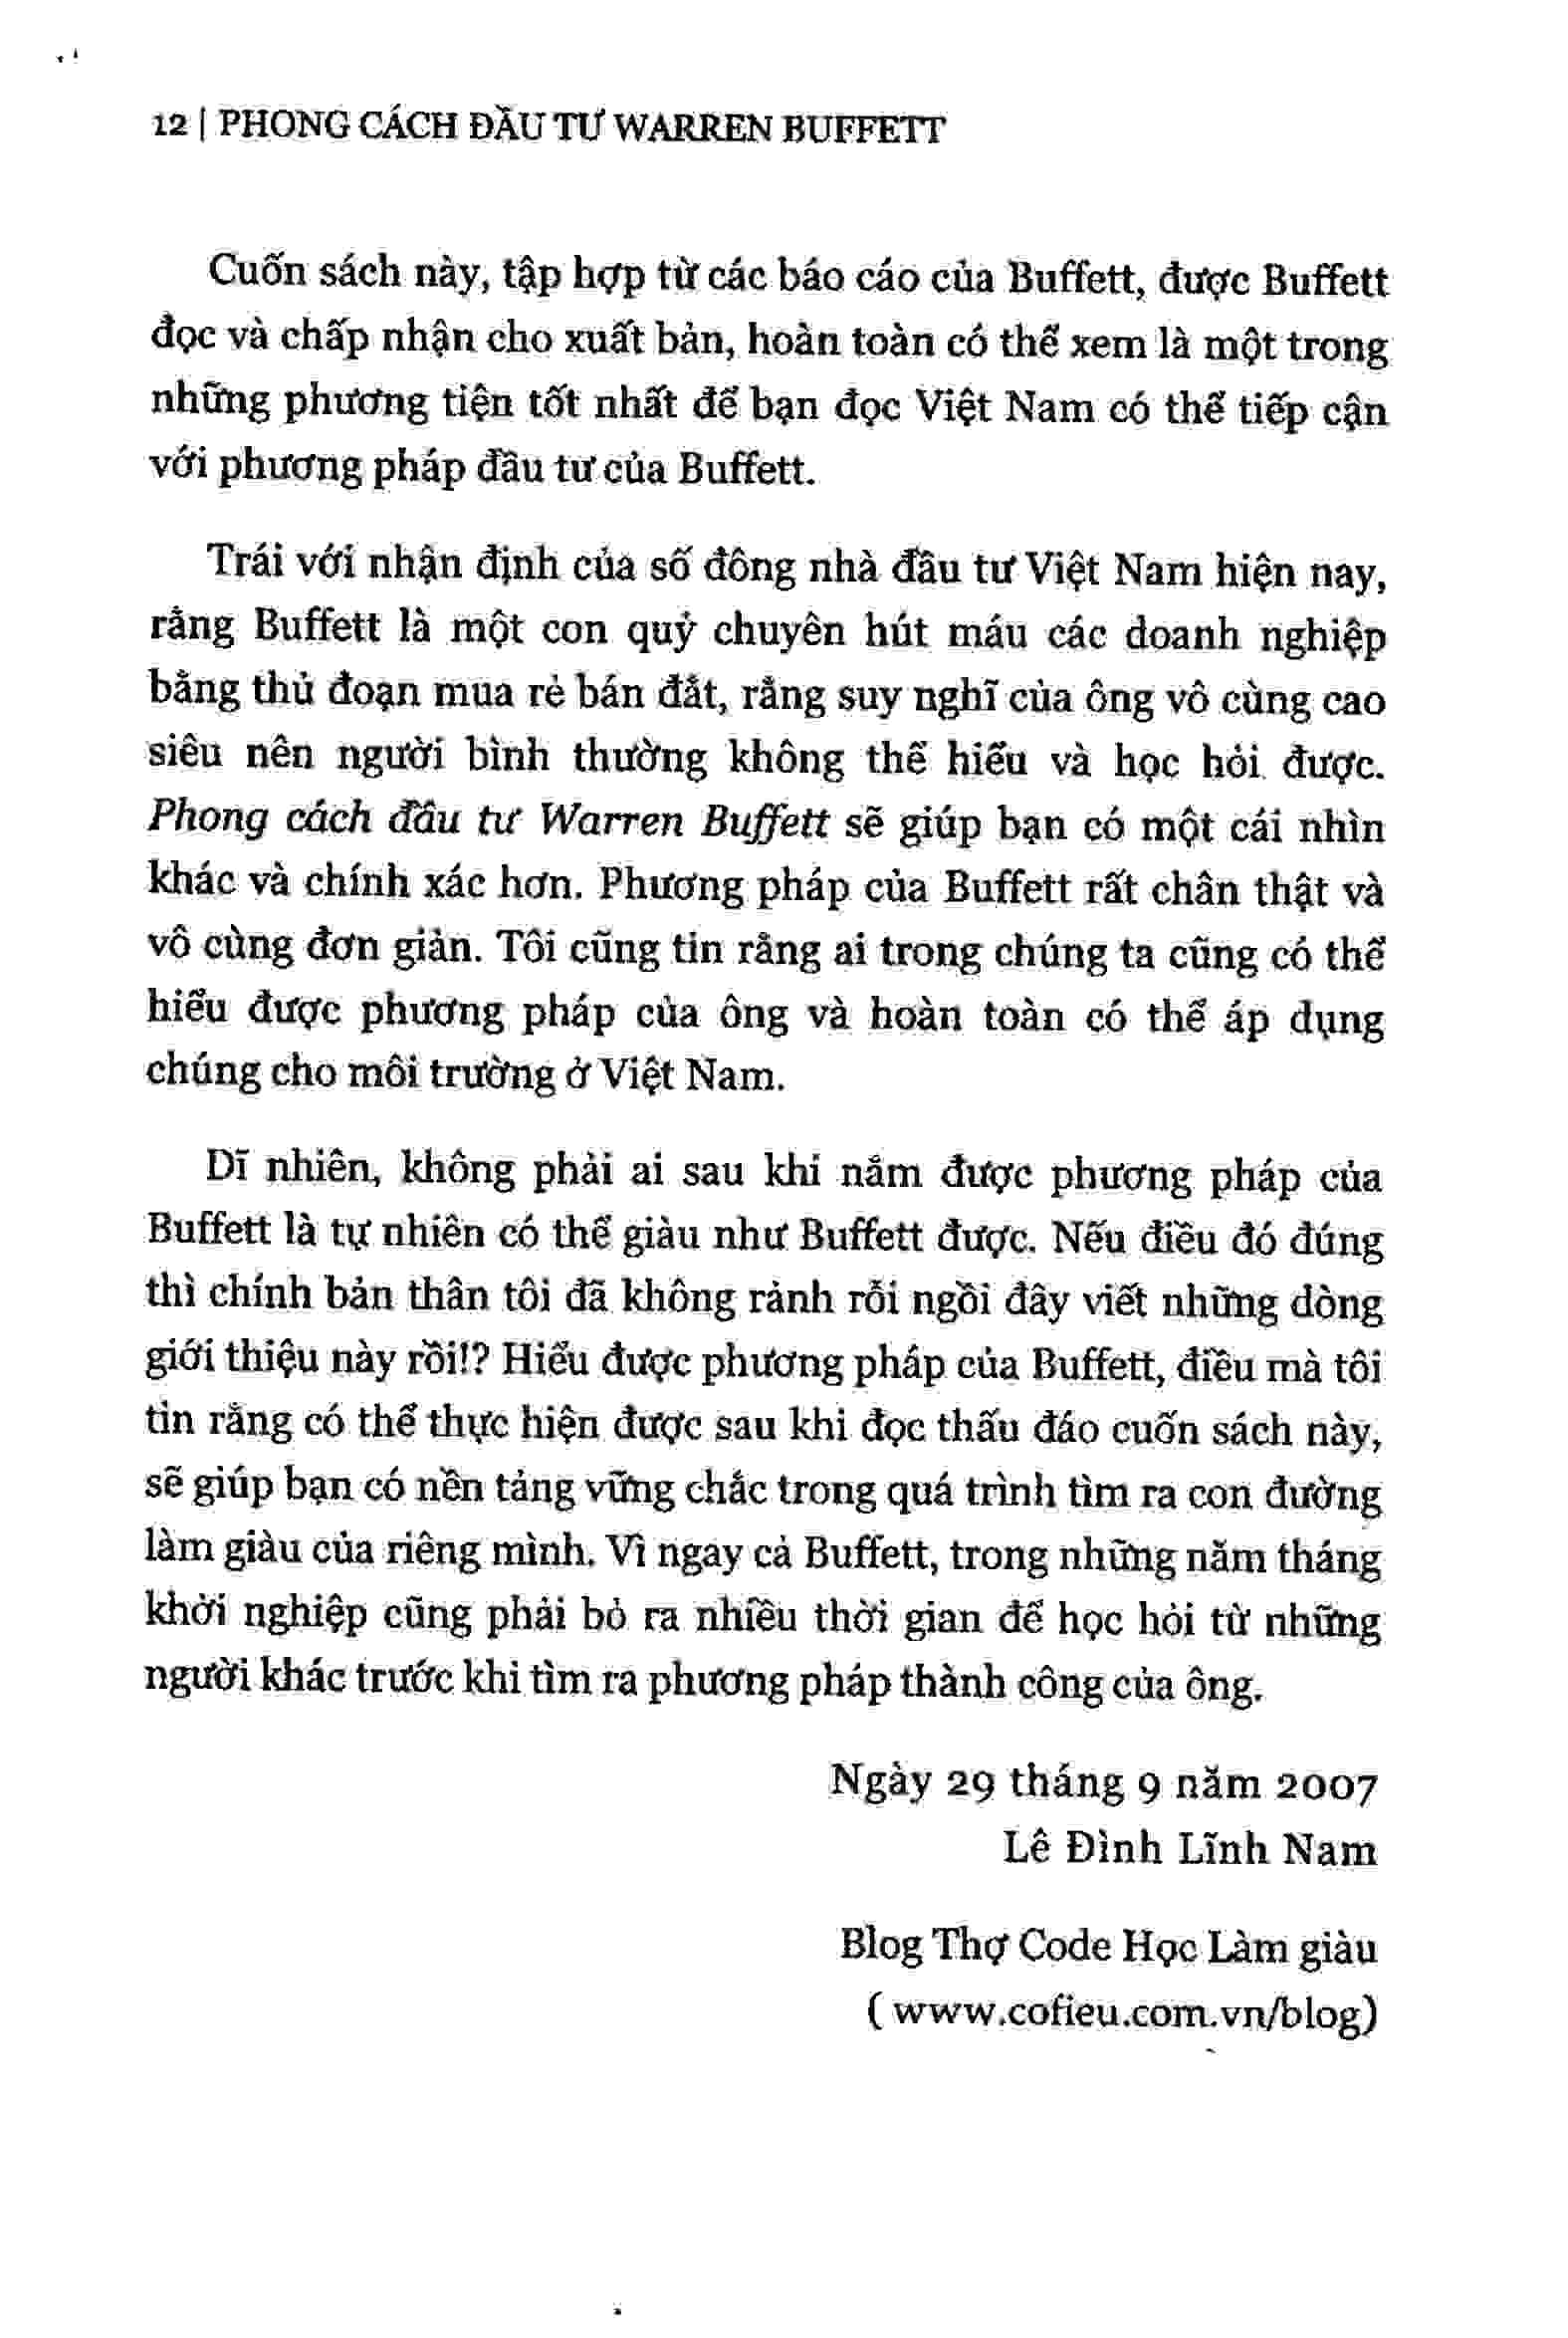 12 | PHONG CÁCH ĐẦU TƯ WARREN BUFFETT
Cuốn sách này, tập hợp từ các báo cáo của Buffett, được Buffett
đọc và chấp nhận cho xuất bản, hoàn toàn có thể xem là một trong
những phương tiện tốt nhất để bạn đọc Việt Nam có thể tiếp cận
với phương pháp đầu tư của Buffett.
Trái với nhận định của số đông nhà đầu tư Việt Nam hiện nay,
rằng Buffett là một con quỷ chuyên hút máu các doanh nghiệp
bằng thủ đoạn mua rẻ bán đắt, rằng suy nghĩ của ông vô cùng cao
siêu nên người bình thường không thể hiểu và học hỏi được.
Phong cách đầu tư Warren Buffett sẽ giúp bạn có một cái nhìn
khác và chính xác hơn. Phương pháp của Buffett rất chân thật và
vô cùng đơn giản. Tôi cũng tin rằng ai trong chúng ta cũng có thể
hiểu được phương pháp của ông và hoàn toàn có thể áp dụng
chúng cho môi trường ở Việt Nam.
Dĩ nhiên, không phải ai sau khi nắm được phương pháp của
Buffett là tự nhiên có thể giàu như Buffett được. Nếu điều đó đúng
thì chính bản thân tôi đã không rảnh rỗi ngồi đây viết những dòng
giới thiệu này rồi!? Hiểu được phương pháp của Buffett, điều mà tôi
tin rằng có thể thực hiện được sau khi đọc thấu đáo cuốn sách này,
sẽ giúp bạn có nền tảng vững chắc trong quá trình tìm ra con đường
làm giàu của riêng mình. Vì ngay cả Buffett, trong những năm tháng
khởi nghiệp cũng phải bỏ ra nhiều thời gian để học hỏi từ những
người khác trước khi tìm ra phương pháp thành công của ông.
Ngày 29 tháng 9 năm 2007
Lê Đình Lĩnh Nam
Blog Thợ Code Học Làm giàu
( www.cofieu.com.vn/blog)